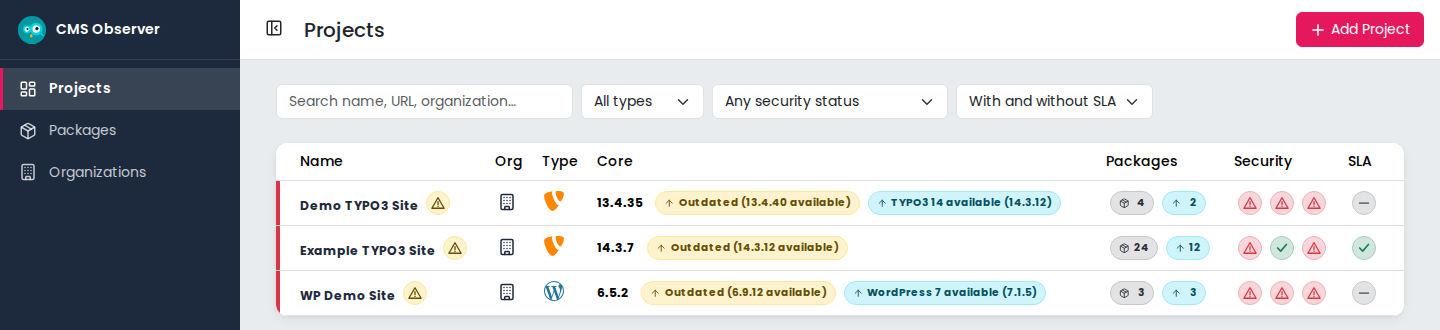 CMS Observer
Projects
Add Project
Projects
Packages
Organizations
Search name, URL, organization...
All types
Any security status
With and without SLA
Name Org Type Core Packages Security SLA
Demo TYPO3 Site 13.4.35 Outdated (13.4.40 available) TYPO3 14 available (14.3.12) 4 2
Example TYPO3 Site 14.3.7 Outdated (14.3.12 available) 24 12
WP Demo Site 6.5.2 Outdated (6.9.12 available) WordPress 7 available (7.1.5) 3 3